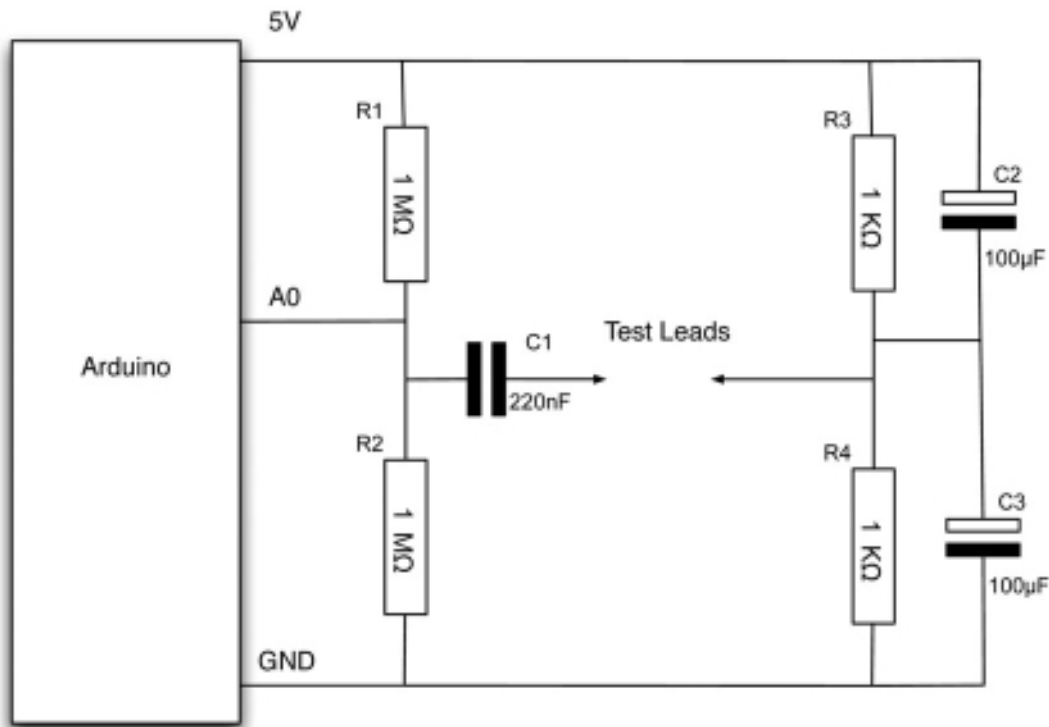 5V
R1
1 MΩ
R3
1 KΩ
C2
100µF
A0
Arduino
C1
220nF
Test Leads
R2
1 MΩ
R4
1 KΩ
C3
100µF
GND